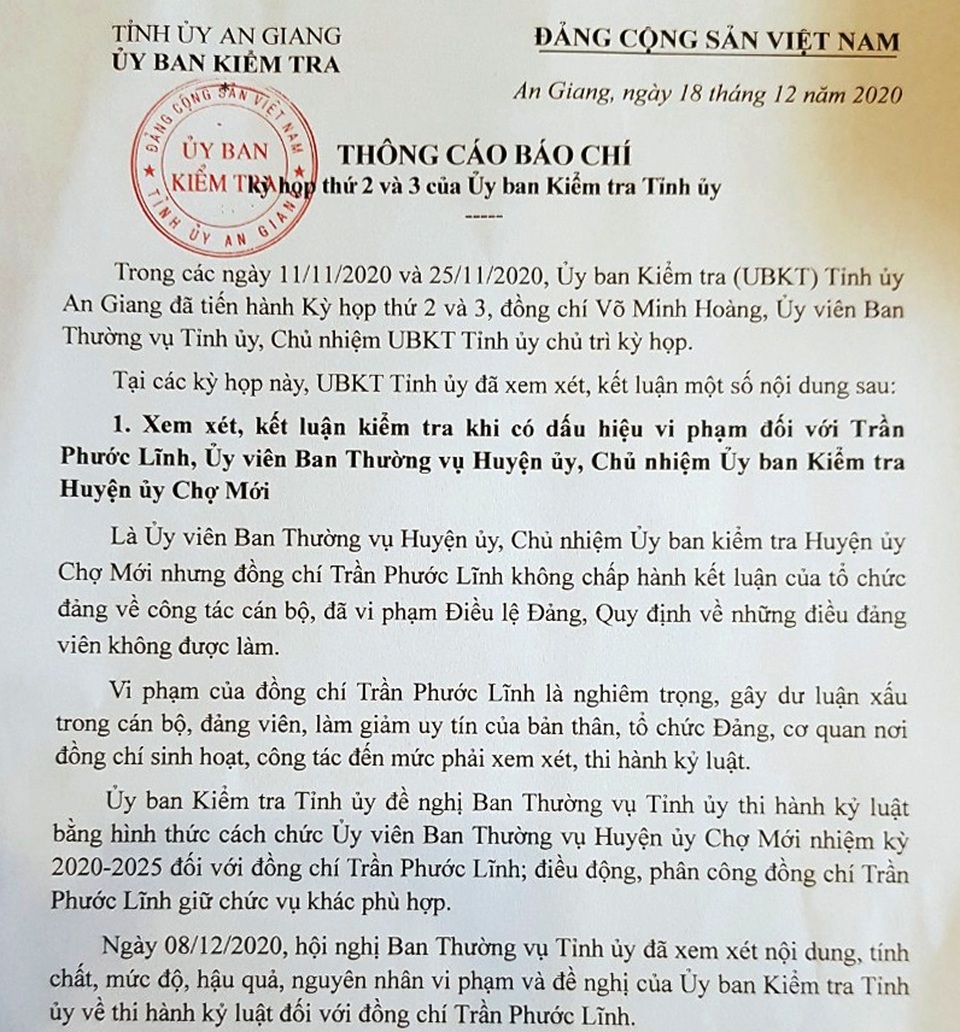 TỈNH ỦY AN GIANG
ỦY BAN KIỂM TRA
*
ĐẢNG CỘNG SẢN VIỆT NAM
An Giang, ngày 18 tháng 12 năm 2020
ĐẢNG CỘNG SẢN VIỆT NAM
ỦY BAN
KIỂM TRA
TỈNH ỦY AN GIANG
THÔNG CÁO BÁO CHÍ
Kỳ họp thứ 2 và 3 của Ủy ban Kiểm tra Tỉnh ủy
-----
Trong các ngày 11/11/2020 và 25/11/2020, Ủy ban Kiểm tra (UBKT) Tỉnh ủy
An Giang đã tiến hành Kỳ họp thứ 2 và 3, đồng chí Võ Minh Hoàng, Ủy viên Ban
Thường vụ Tỉnh ủy, Chủ nhiệm UBKT Tỉnh ủy chủ trì kỳ họp.
Tại các kỳ họp này, UBKT Tỉnh ủy đã xem xét, kết luận một số nội dung sau:
1. Xem xét, kết luận kiểm tra khi có dấu hiệu vi phạm đối với Trần
Phước Lĩnh, Ủy viên Ban Thường vụ Huyện ủy, Chủ nhiệm Ủy ban Kiểm tra
Huyện ủy Chợ Mới
Là Ủy viên Ban Thường vụ Huyện ủy, Chủ nhiệm Ủy ban kiểm tra Huyện ủy
Chợ Mới nhưng đồng chí Trần Phước Lĩnh không chấp hành kết luận của tổ chức
đảng về công tác cán bộ, đã vi phạm Điều lệ Đảng, Quy định về những điều đảng
viên không được làm.
Vi phạm của đồng chí Trần Phước Lĩnh là nghiêm trọng, gây dư luận xấu
trong cán bộ, đảng viên, làm giảm uy tín của bản thân, tổ chức Đảng, cơ quan nơi
đồng chí sinh hoạt, công tác đến mức phải xem xét, thi hành kỷ luật.
Ủy ban Kiểm tra Tỉnh ủy đề nghị Ban Thường vụ Tỉnh ủy thi hành kỷ luật
bằng hình thức cách chức Ủy viên Ban Thường vụ Huyện ủy Chợ Mới nhiệm kỳ
2020-2025 đối với đồng chí Trần Phước Lĩnh; điều động, phân công đồng chí Trần
Phước Lĩnh giữ chức vụ khác phù hợp.
Ngày 08/12/2020, hội nghị Ban Thường vụ Tỉnh ủy đã xem xét nội dung, tính
chất, mức độ, hậu quả, nguyên nhân vi phạm và đề nghị của Ủy ban Kiểm tra Tỉnh
ủy về thi hành kỷ luật đối với đồng chí Trần Phước Lĩnh.